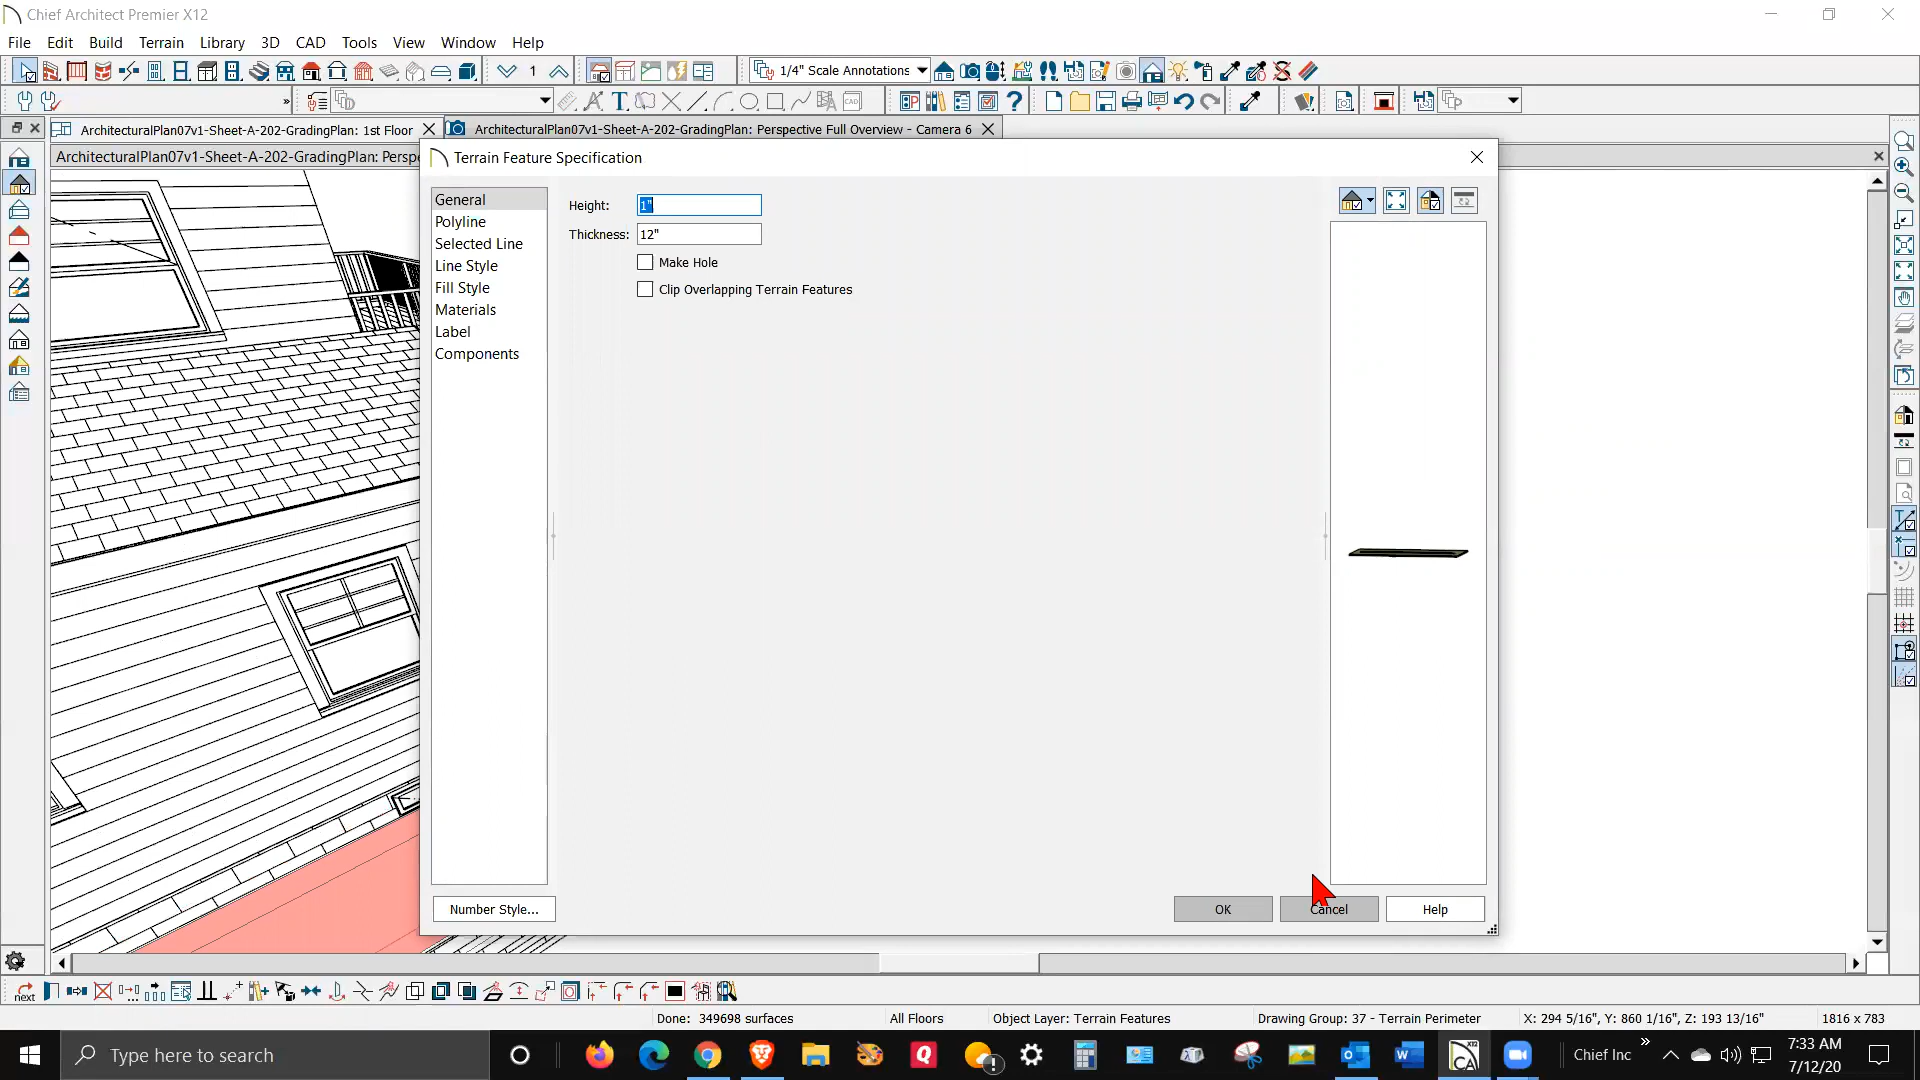 Chief Architect Premier X12
File Edit Build Terrain Library 3D CAD Tools View Window Help
1 1/4" Scale Annotations
ArchitecturalPlan07v1-Sheet-A-202-GradingPlan: 1st Floor ArchitecturalPlan07v1-Sheet-A-202-GradingPlan: Perspective Full Overview - Camera 6
ArchitecturalPlan07v1-Sheet-A-202-GradingPlan: Persp
Terrain Feature Specification
General
Polyline
Selected Line
Line Style
Fill Style
Materials
Label
Components
Height: 1"
Thickness: 12"
Make Hole
Clip Overlapping Terrain Features
Number Style... OK Cancel Help
next
Done: 349698 surfaces All Floors Object Layer: Terrain Features Drawing Group: 37 - Terrain Perimeter X: 294 5/16", Y: 860 1/16", Z: 193 13/16" 1816 x 783
Type here to search
Chief Inc
7:33 AM
7/12/20